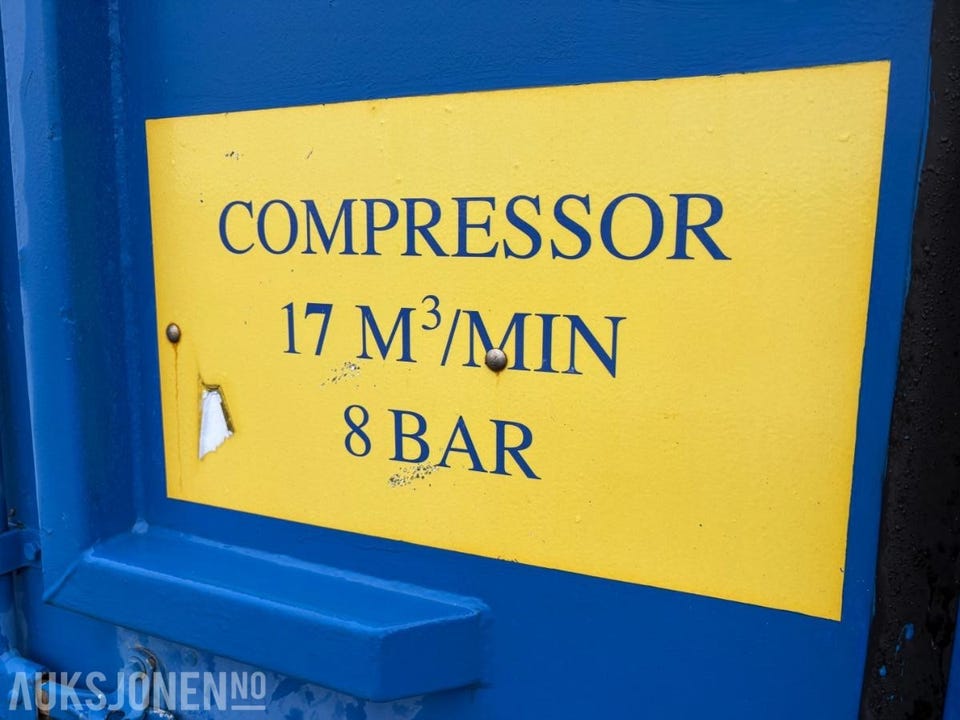 COMPRESSOR
17 M³/MIN
8 BAR
AUKSJONEN NO